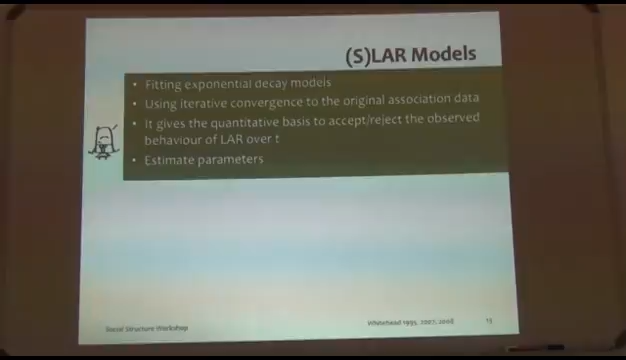 (S)LAR Models
• Fitting exponential decay models
• Using iterative convergence to the original association data
• It gives the quantitative basis to accept/reject the observed
behaviour of LAR over t
• Estimate parameters
Social Structure Workshop
Whitehead 1995, 2007, 2008